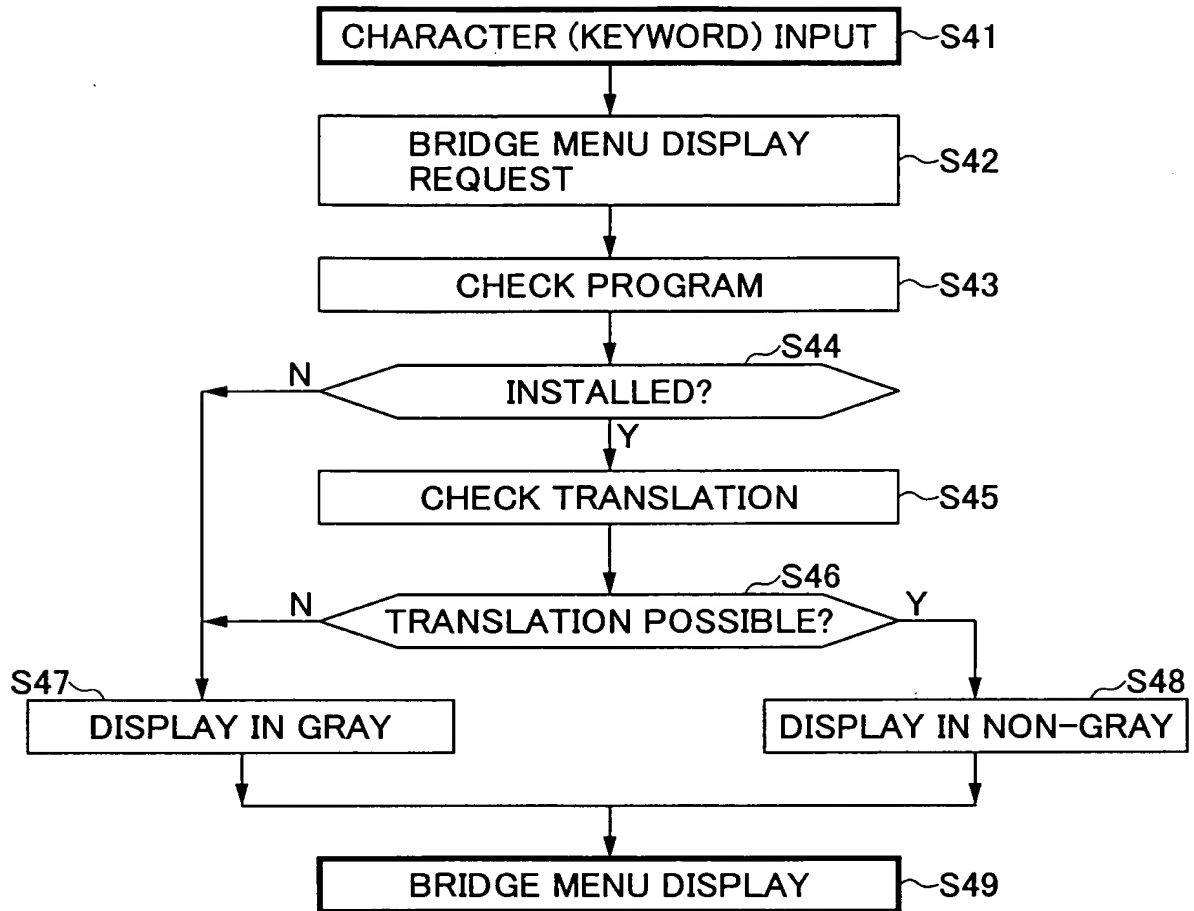 CHARACTER (KEYWORD) INPUT S41
BRIDGE MENU DISPLAY
REQUEST
S42
CHECK PROGRAM S43
S44
N
INSTALLED?
Y
CHECK TRANSLATION S45
S46
N TRANSLATION POSSIBLE? Y
S47
S48
DISPLAY IN GRAY
DISPLAY IN NON-GRAY
BRIDGE MENU DISPLAY S49